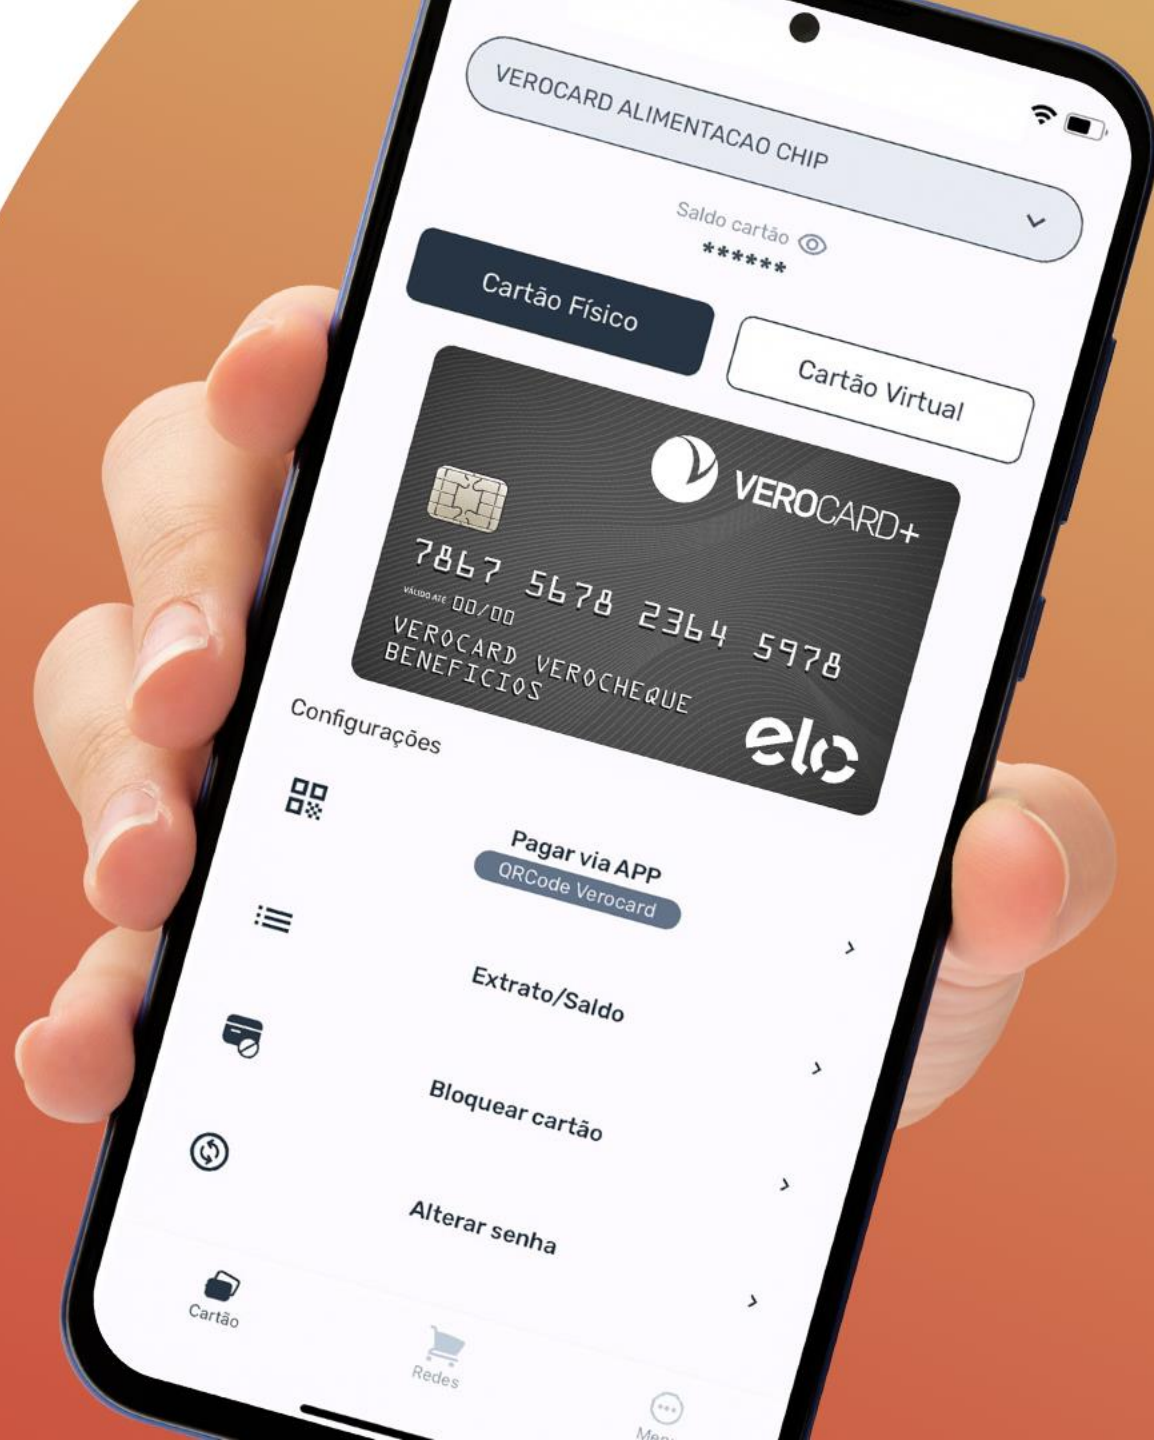 VEROCARD ALIMENTACAO CHIP
Saldo cartão
******
Cartão Físico
Cartão Virtual
VEROCARD+
7867 5678 2364 5978
VÁLIDO ATÉ 00/00
VEROCARD VEROCHEQUE
BENEFICIOS
elo
Configurações
Pagar via APP
QRCode Verocard
Extrato/Saldo
Bloquear cartão
Alterar senha
Cartão
Redes